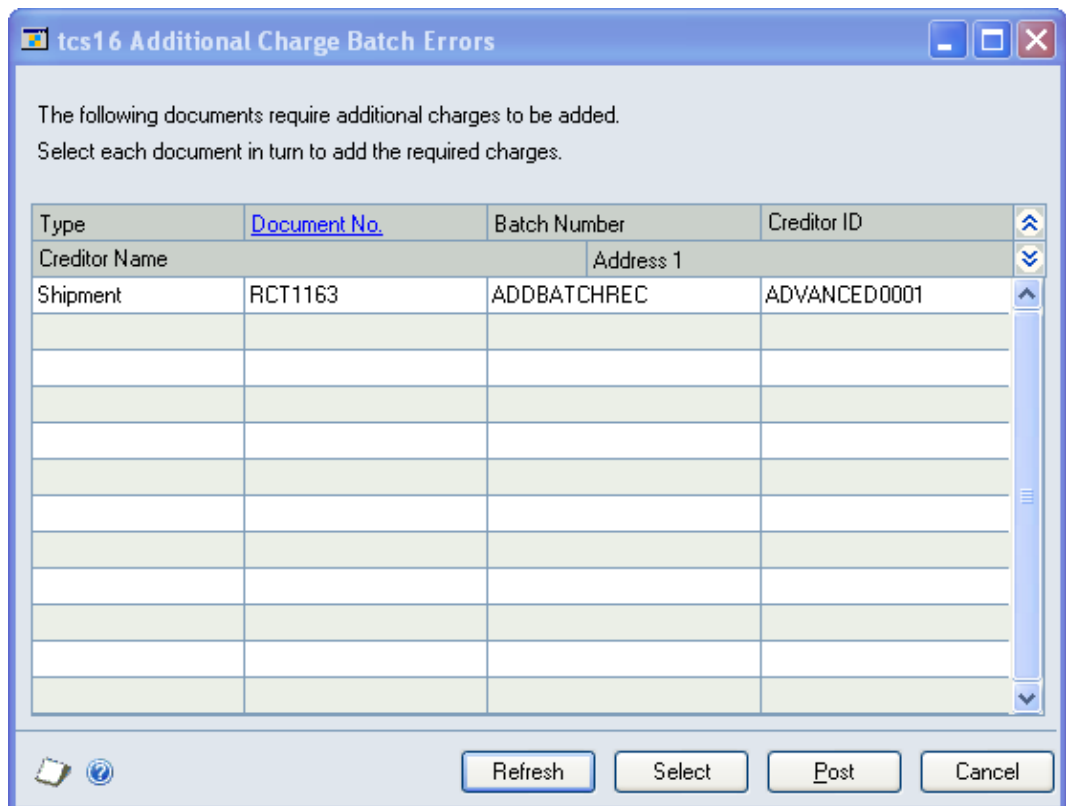 tcs16 Additional Charge Batch Errors
The following documents require additional charges to be added.
Select each document in turn to add the required charges.
Type Document No. Batch Number Creditor ID
Creditor Name Address 1
Shipment RCT1163 ADDBATCHREC ADVANCED0001
Refresh Select Post Cancel